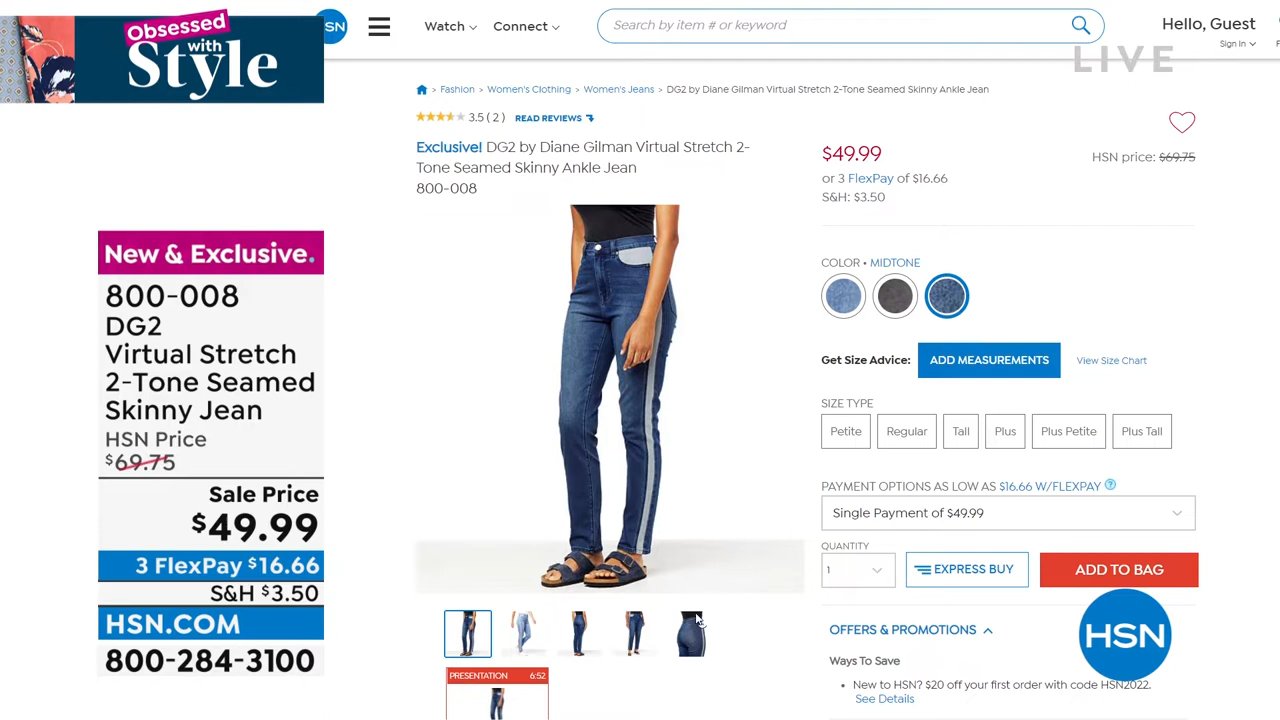 Obsessed
with
Style
SN
Watch
Connect
Search by item # or keyword
Hello, Guest
Sign In
LIVE
> Fashion > Women's Clothing > Women's Jeans > DG2 by Diane Gilman Virtual Stretch 2-Tone Seamed Skinny Ankle Jean
3.5 ( 2 ) READ REVIEWS
Exclusive! DG2 by Diane Gilman Virtual Stretch 2-
Tone Seamed Skinny Ankle Jean
800-008
$49.99
HSN price: $69.75
or 3 FlexPay of $16.66
S&H: $3.50
COLOR • MIDTONE
Get Size Advice: ADD MEASUREMENTS View Size Chart
SIZE TYPE
Petite Regular Tall Plus Plus Petite Plus Tall
PAYMENT OPTIONS AS LOW AS $16.66 W/FLEXPAY ?
Single Payment of $49.99
QUANTITY
1 EXPRESS BUY ADD TO BAG
OFFERS & PROMOTIONS
HSN
Ways To Save
• New to HSN? $20 off your first order with code HSN2022.
See Details
PRESENTATION 6:52
New & Exclusive.
800-008
DG2
Virtual Stretch
2-Tone Seamed
Skinny Jean
HSN Price
$69.75
Sale Price
$49.99
3 FlexPay $16.66
S&H $3.50
HSN.COM
800-284-3100